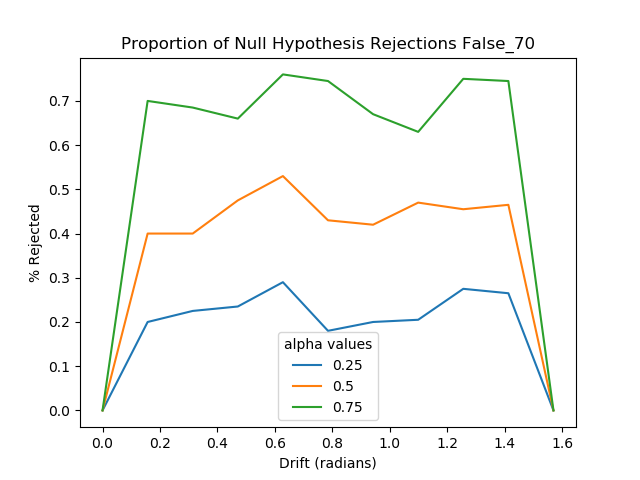 Proportion of Null Hypothesis Rejections False_70
% Rejected
0.7
0.6
0.5
0.4
0.3
0.2
0.1
0.0
alpha values
0.25
0.5
0.75
0.0 0.2 0.4 0.6 0.8 1.0 1.2 1.4 1.6
Drift (radians)